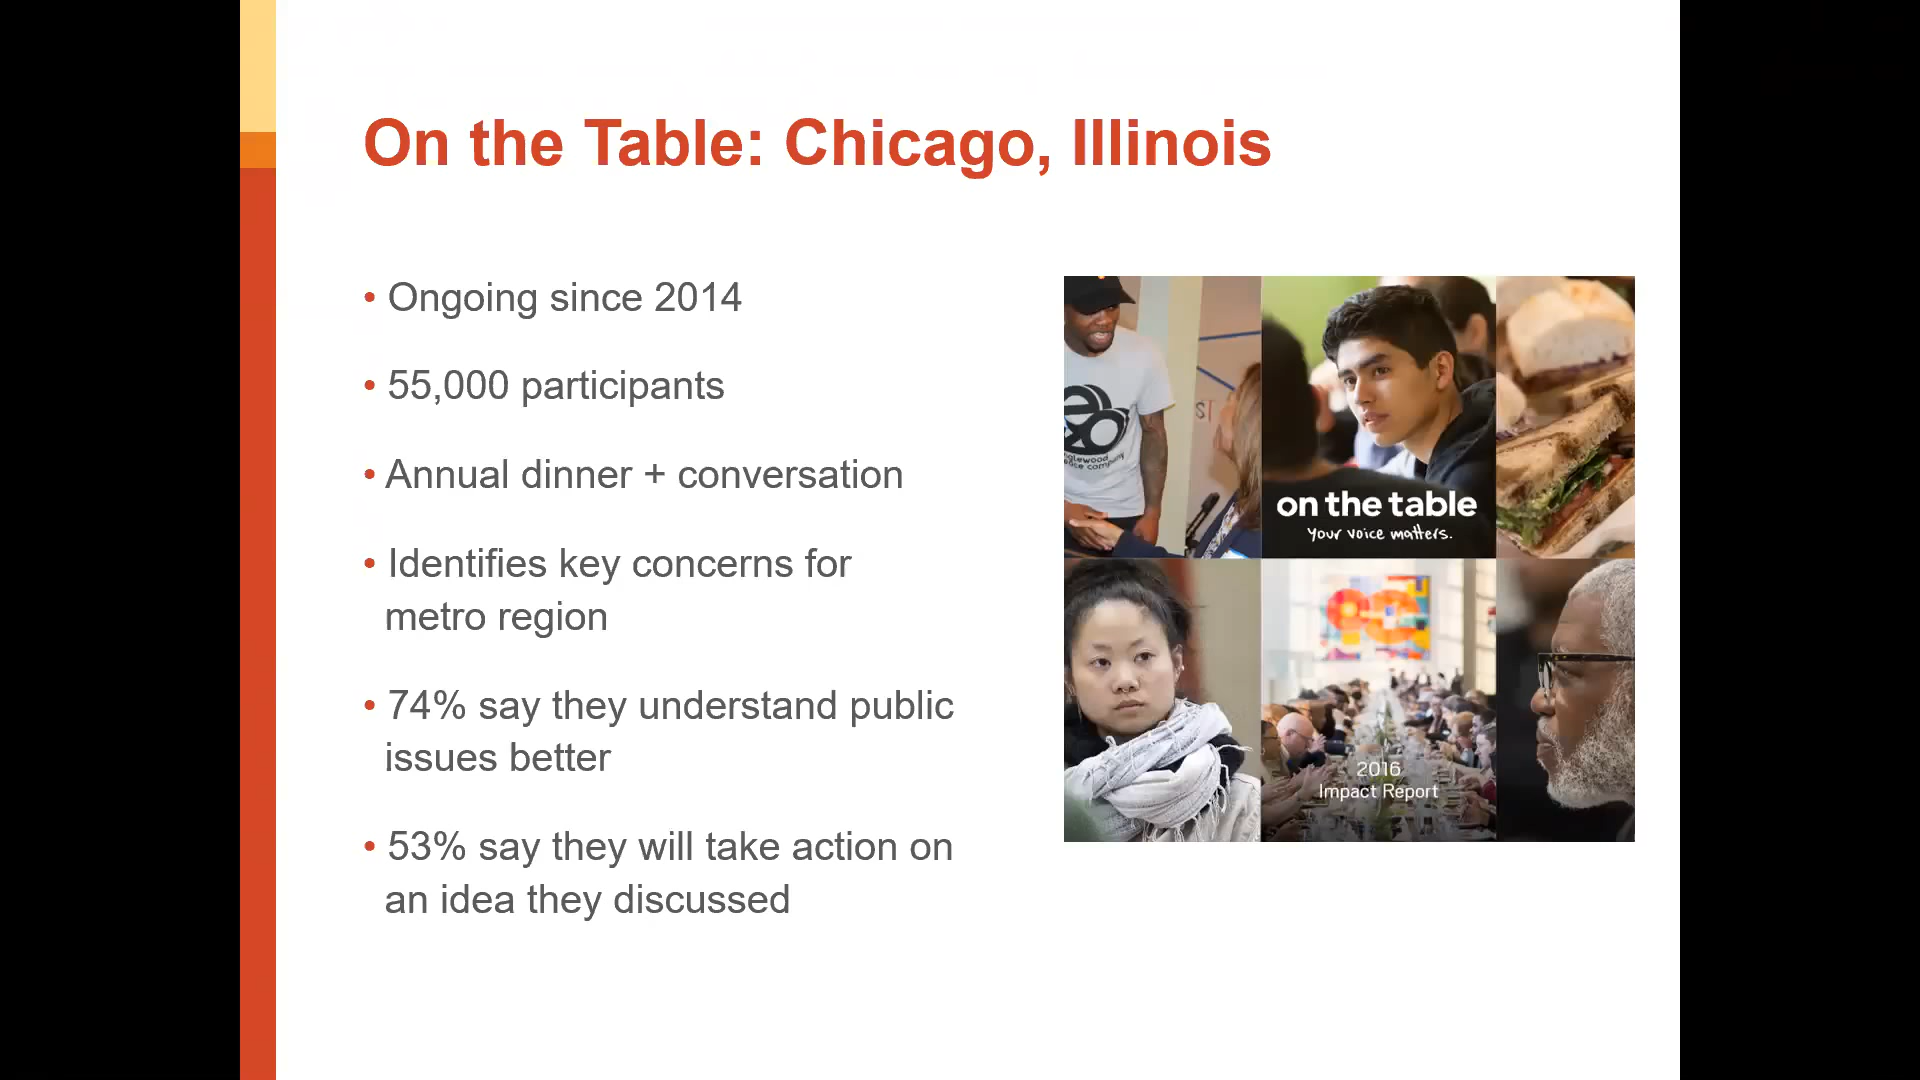 On the Table: Chicago, Illinois
• Ongoing since 2014
• 55,000 participants
• Annual dinner + conversation
• Identifies key concerns for
metro region
• 74% say they understand public
issues better
• 53% say they will take action on
an idea they discussed
on the table
your voice matters.
2016
Impact Report